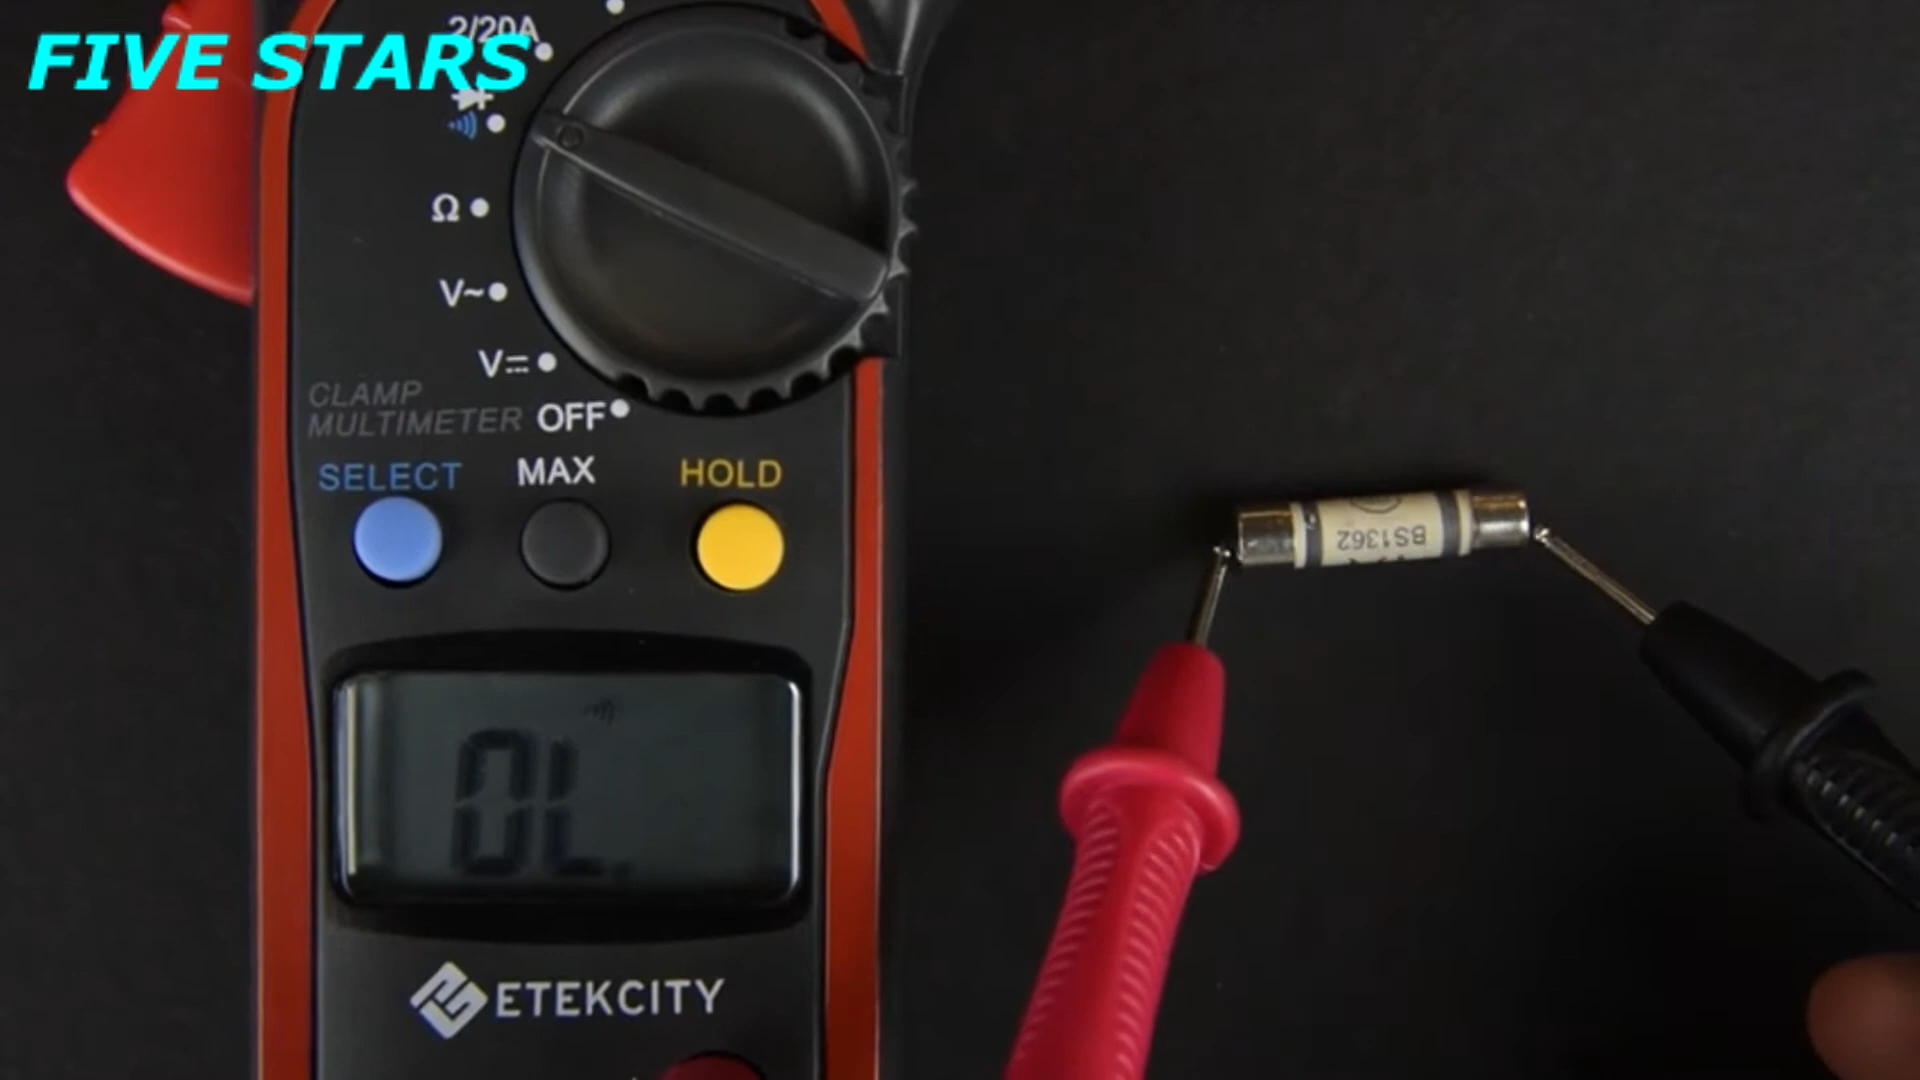 2/20A
FIVE STARS
Ω
V~
V⎓
CLAMP
MULTIMETER
OFF
SELECT
MAX
HOLD
BS1362
OL.
ETEKCITY